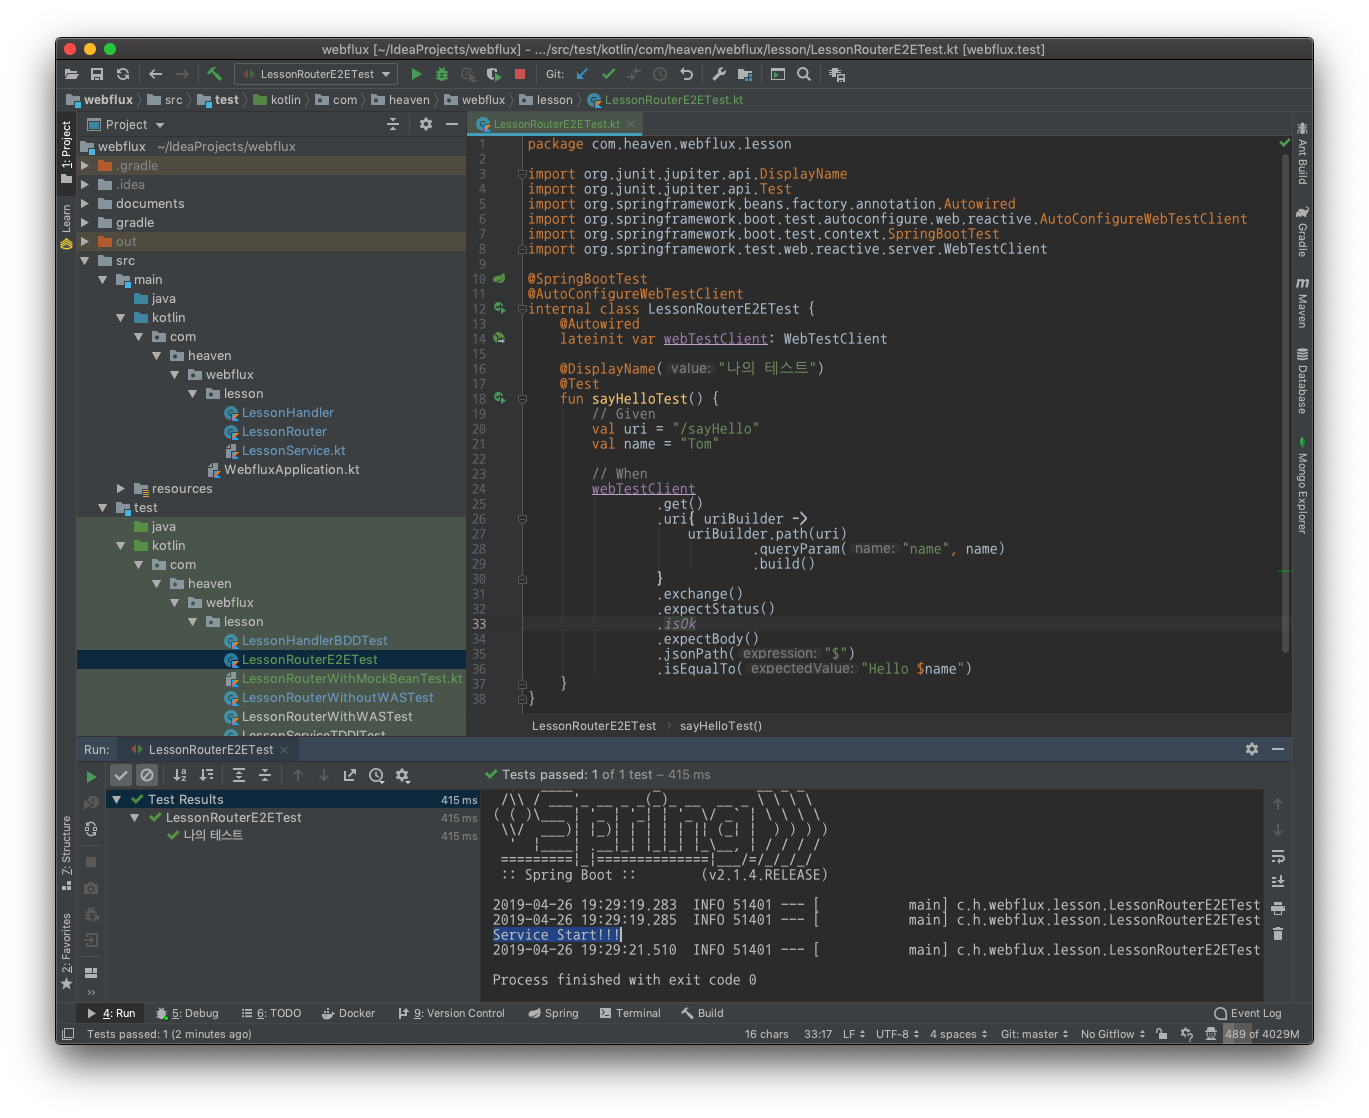 webflux [~/IdeaProjects/webflux] - .../src/test/kotlin/com/heaven/webflux/lesson/LessonRouterE2ETest.kt [webflux.test]
LessonRouterE2ETest
Git:
webflux
src
test
kotlin
com
heaven
webflux
lesson
LessonRouterE2ETest.kt
1: Project
Learn
Z: Structure
2: Favorites
Project
webflux ~/IdeaProjects/webflux
.gradle
.idea
documents
gradle
out
src
main
java
kotlin
com
heaven
webflux
lesson
LessonHandler
LessonRouter
LessonService.kt
WebfluxApplication.kt
resources
test
java
kotlin
com
heaven
webflux
lesson
LessonHandlerBDDTest
LessonRouterE2ETest
LessonRouterWithMockBeanTest.kt
LessonRouterWithoutWASTest
LessonRouterWithWASTest
LessonServiceTDDTest
LessonRouterE2ETest.kt
1 package com.heaven.webflux.lesson
2
3 import org.junit.jupiter.api.DisplayName
4 import org.junit.jupiter.api.Test
5 import org.springframework.beans.factory.annotation.Autowired
6 import org.springframework.boot.test.autoconfigure.web.reactive.AutoConfigureWebTestClient
7 import org.springframework.boot.test.context.SpringBootTest
8 import org.springframework.test.web.reactive.server.WebTestClient
9
10 @SpringBootTest
11 @AutoConfigureWebTestClient
12 internal class LessonRouterE2ETest {
13 @Autowired
14 lateinit var webTestClient: WebTestClient
15
16 @DisplayName( value: "나의 테스트")
17 @Test
18 fun sayHelloTest() {
19 // Given
20 val uri = "/sayHello"
21 val name = "Tom"
22
23 // When
24 webTestClient
25 .get()
26 .uri{ uriBuilder ->
27 uriBuilder.path(uri)
28 .queryParam( name: "name", name)
29 .build()
30 }
31 .exchange()
32 .expectStatus()
33 .isOk
34 .expectBody()
35 .jsonPath( expression: "$")
36 .isEqualTo( expectedValue: "Hello $name")
37 }
38 }
LessonRouterE2ETest › sayHelloTest()
Ant Build
Gradle
Maven
Database
Mongo Explorer
Run: LessonRouterE2ETest
Tests passed: 1 of 1 test – 415 ms
Test Results 415 ms
LessonRouterE2ETest 415 ms
나의 테스트 415 ms
:: Spring Boot :: (v2.1.4.RELEASE)
2019-04-26 19:29:19.283 INFO 51401 --- [ main] c.h.webflux.lesson.LessonRouterE2ETest
2019-04-26 19:29:19.285 INFO 51401 --- [ main] c.h.webflux.lesson.LessonRouterE2ETest
Service Start!!!
2019-04-26 19:29:21.510 INFO 51401 --- [ main] c.h.webflux.lesson.LessonRouterE2ETest
Process finished with exit code 0
4: Run
5: Debug
6: TODO
Docker
9: Version Control
Spring
Terminal
Build
Event Log
Tests passed: 1 (2 minutes ago)
16 chars
33:17
LF
UTF-8
4 spaces
Git: master
No Gitflow
489 of 4029M